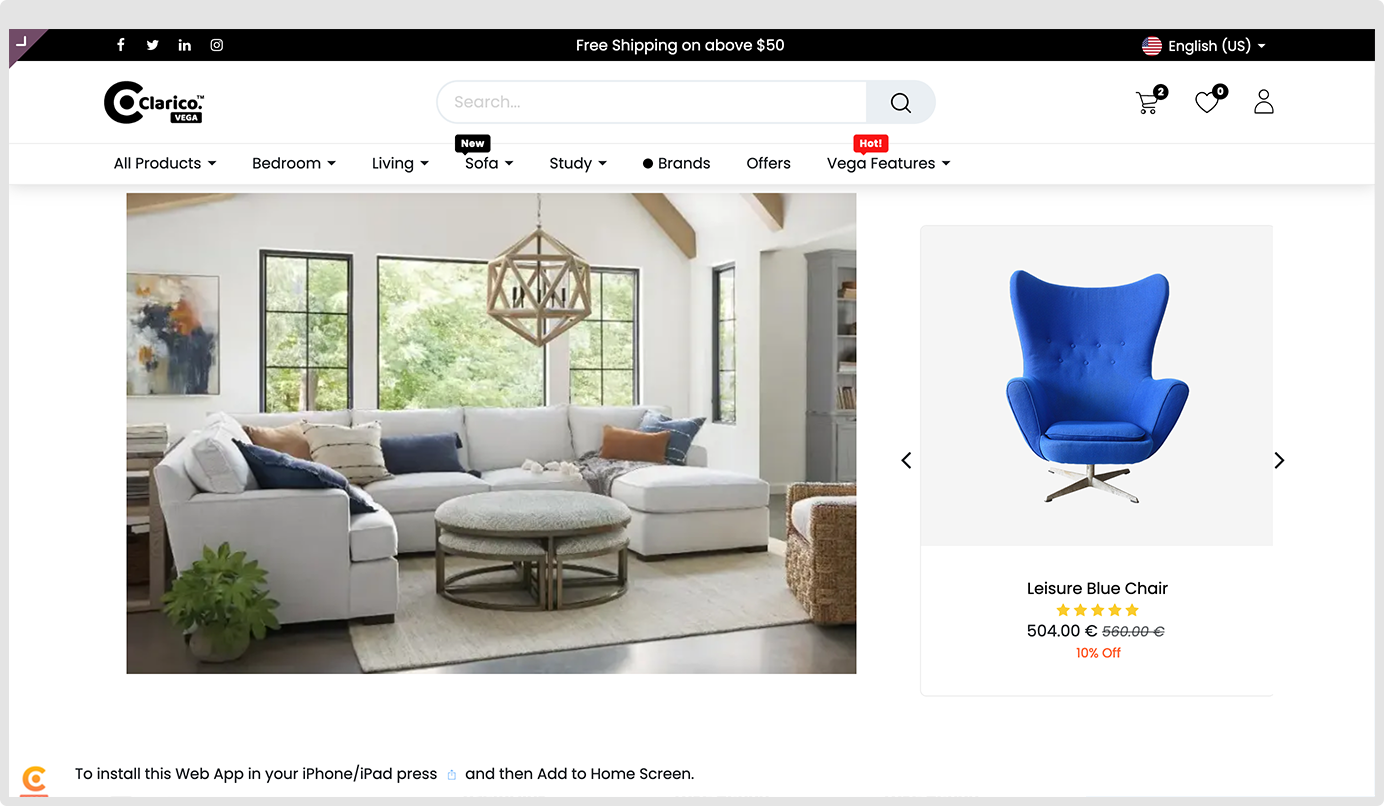 Free Shipping on above $50
English (US)
Clarico.™
VEGA
Search...
2
0
New
Hot!
All Products
Bedroom
Living
Sofa
Study
Brands
Offers
Vega Features
Leisure Blue Chair
504.00 € 560.00 €
10% Off
To install this Web App in your iPhone/iPad press and then Add to Home Screen.